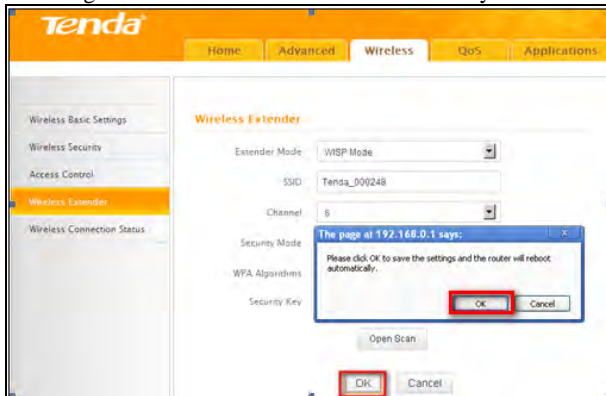 Tenda
Home Advanced Wireless QoS Applications
Wireless Basic Settings
Wireless Security
Access Control
Wireless Extender
Wireless Connection Status
Wireless Extender
Extender Mode WISP Mode
SSID Tenda_000248
Channel 6
Security Mode
WPA Algorithms
Security Key
The page at 192.168.0.1 says:
Please click OK to save the settings and the router will reboot
automatically.
OK Cancel
Open Scan
OK Cancel